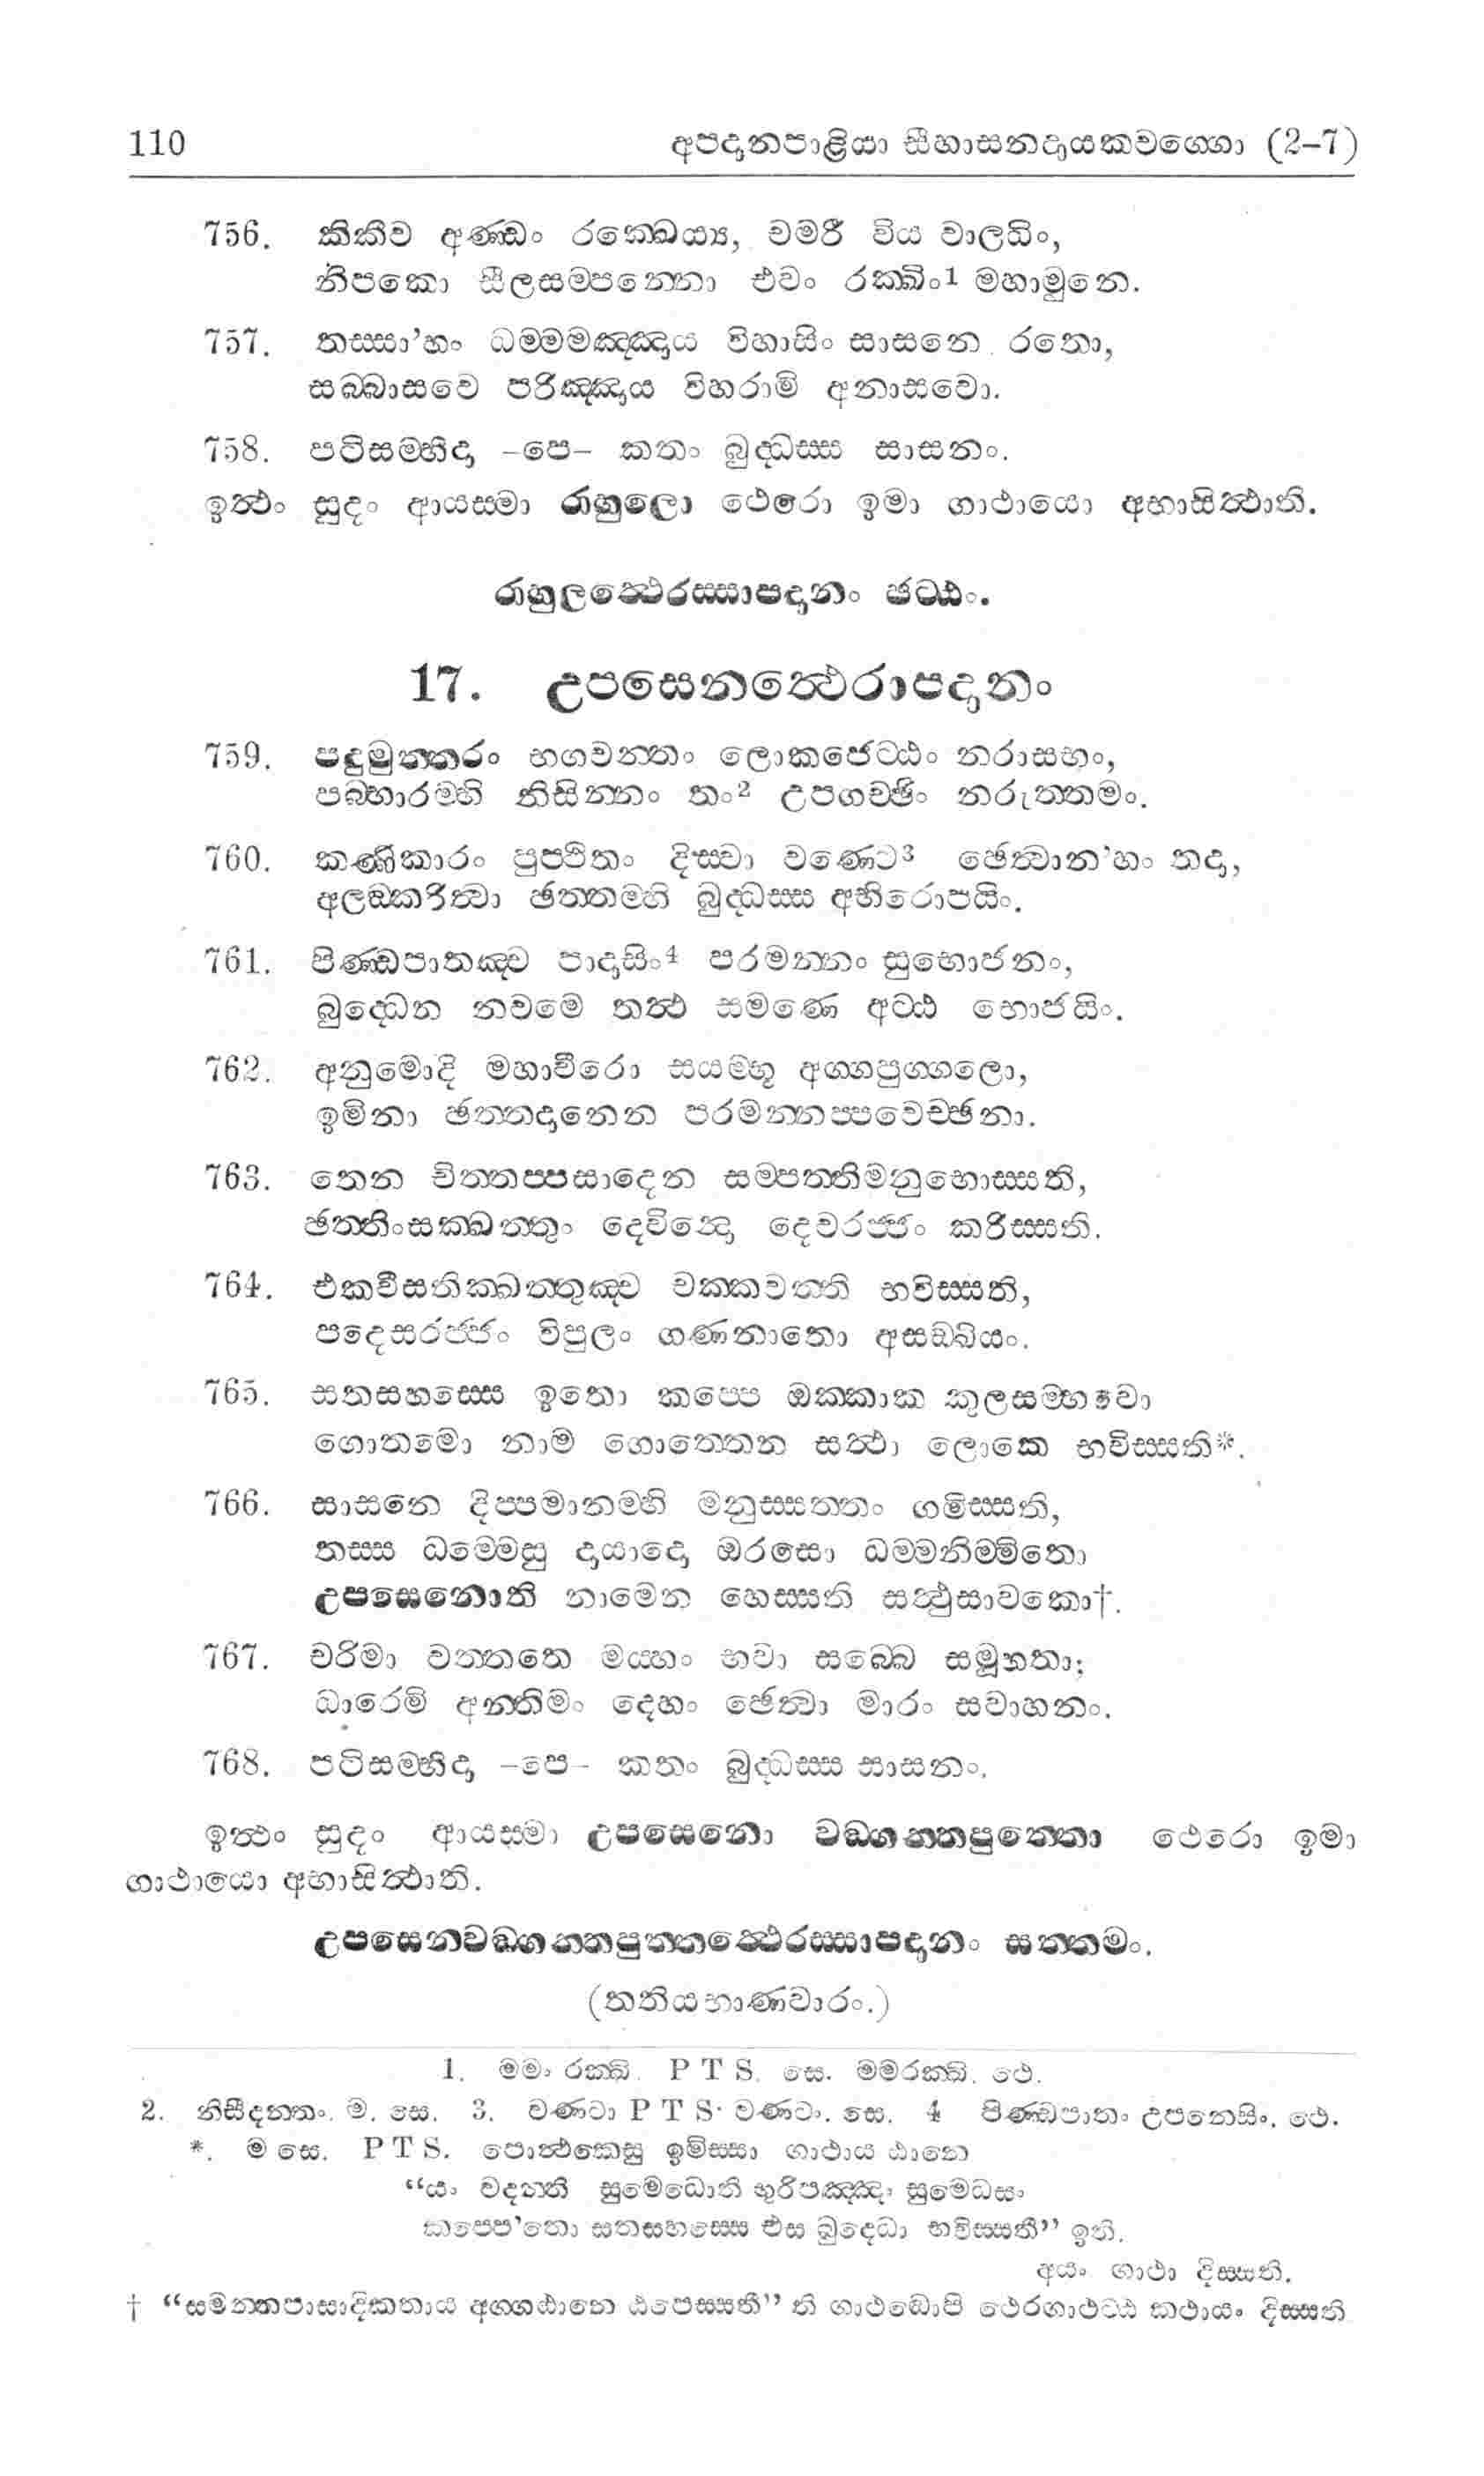 110 අපදානපාළියා සීහාසනදායකවග්ගො (2–7)
756. කිකීව අණ්ඩං රක්ඛෙය්‍ය, චමරී විය වාලධිං,
නිපකො සීලසම්පන්නො එවං රක්ඛිං1 මහාමුනෙ.
757. තස්සා’හං ධම්මමඤ්ඤාය විහාසිං සාසනෙ රතො,
සබ්බාසවෙ පරිඤ්ඤාය විහරාමි අනාසවො.
758. පටිසම්භිදා –පෙ– කතං බුද්ධස්ස සාසනං.
ඉත්ථං සුදං ආයස්මා රාහුලො ථෙරො ඉමා ගාථායො අභාසිත්ථාති.
රාහුලත්ථෙරස්සාපදානං ඡට්ඨං.
17. උපසෙනත්ථෙරාපදානං
759. පදුමුත්තරං භගවන්තං ලොකජෙට්ඨං නරාසභං,
පබ්භාරම්හි නිසින්නං තං2 උපගච්ඡිං නරුත්තමං.
760. කණිකාරං පුප්ඵිතං දිස්වා වණ්ටෙ3 ඡෙත්වාන’හං තදා,
අලඞ්කරිත්වා ඡත්තම්හි බුද්ධස්ස අභිරොපයිං.
761. පිණ්ඩපාතඤ්ච පාදාසිං4 පරමන්නං සුභොජනං,
බුද්ධෙන නවමෙ තත්ථ සමණෙ අට්ඨ භොජයිං.
762. අනුමොදි මහාවීරො සයම්භූ අග්ගපුග්ගලො,
ඉමිනා ඡත්තදානෙන පරමන්නප්පවෙච්ඡනා.
763. තෙන චිත්තප්පසාදෙන සම්පත්තිමනුභොස්සති,
ඡත්තිංසක්ඛත්තුං දෙවින්දො දෙවරජ්ජං කරිස්සති.
764. එකවීසතික්ඛත්තුඤ්ච චක්කවත්ති භවිස්සති,
පදෙසරජ්ජං විපුලං ගණනාතො අසඞ්ඛියං.
765. සතසහස්සෙ ඉතො කප්පෙ ඔක්කාක කුලසම්භවො
ගොතමො නාම ගොත්තෙන සත්ථා ලොකෙ භවිස්සති*.
766. සාසනෙ දිප්පමානම්හි මනුස්සත්තං ගමිස්සති,
තස්ස ධම්මෙසු දායාදො ඔරසො ධම්මනිම්මිතො
උපසෙනොති නාමෙන හෙස්සති සත්ථුසාවකො†.
767. චරිමා වත්තතෙ මය්හං භවා සබ්බෙ සමූහතා;
ධාරෙමි අන්තිමං දෙහං ඡෙත්වා මාරං සවාහනං.
768. පටිසම්භිදා –පෙ– කතං බුද්ධස්ස සාසනං.
ඉත්ථං සුදං ආයස්මා උපසෙනො වඞ්ගන්තපුත්තො ථෙරො ඉමා
ගාථායො අභාසිත්ථාති.
උපසෙනවඞ්ගන්තපුත්තත්ථෙරස්සාපදානං සත්තමං.
(තතියභාණවාරං.)
1. මමං රක්ඛි. P T S. සෙ. මමරක්ඛි. ථෙ.
2. නිසීදන්තං. ම. සෙ. 3. වණ්ටා P T S. වණ්ටං. සෙ. 4 පිණ්ඩපාතං උපනෙසිං. ථෙ.
*. ම සෙ. P T S. පොත්ථකෙසු ඉමිස්සා ගාථාය ඨානෙ
“යං වදන්ති සුමෙධොති භූරිපඤ්ඤං සුමෙධසං
කප්පෙ’තො සතසහස්සෙ එස බුද්ධො භවිස්සතී” ඉති.
අයං ගාථා දිස්සති.
† “සමන්තපාසාදිකතාය අග්ගඨානෙ ඨපෙස්සතී” ති ගාථඩ්ඪොපි ථෙරගාථට්ඨ කථායං දිස්සති